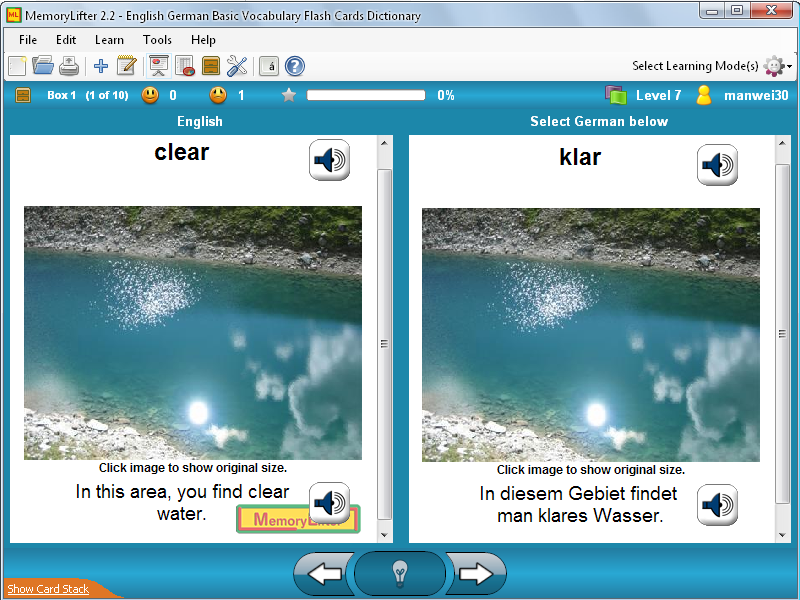 MemoryLifter 2.2 - English German Basic Vocabulary Flash Cards Dictionary
File Edit Learn Tools Help
Select Learning Mode(s)
Box 1 (1 of 10) 0 1 0% Level 7 manwei30
English
Select German below
clear
klar
Click image to show original size.
Click image to show original size.
In this area, you find clear
water.
MemoryLifter
In diesem Gebiet findet
man klares Wasser.
Show Card Stack